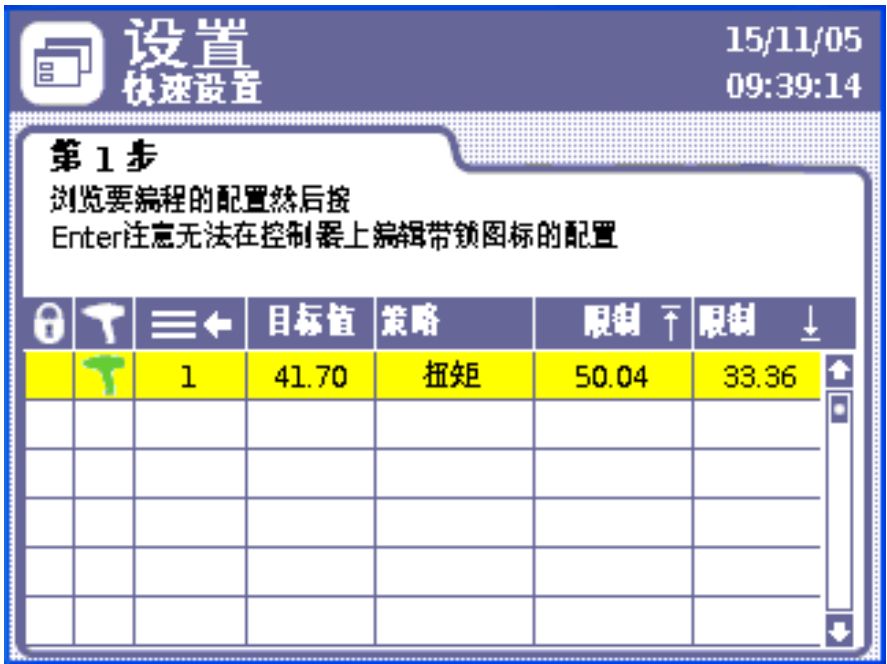 设置
快速设置
15/11/05
09:39:14
第 1 步
浏览要编程的配置然后按
Enter注意无法在控制器上编辑带锁图标的配置
目标值 策略 限制 限制
1 41.70 扭矩 50.04 33.36